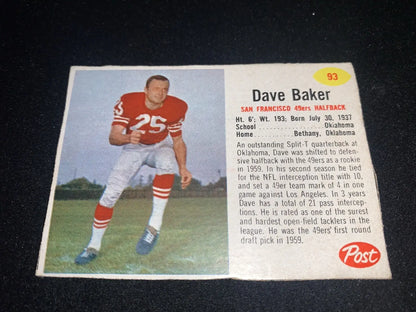 93
Dave Baker
SAN FRANCISCO 49ers HALFBACK
Ht. 6'; Wt. 193; Born July 30, 1937
School . . . . . . . . . . . . . . . Oklahoma
Home . . . . . . . . . Bethany, Oklahoma
An outstanding Split-T quarterback at
Oklahoma, Dave was shifted to defen-
sive halfback with the 49ers as a rookie
in 1959. In his second season he tied
for the NFL interception title with 10,
and set a 49er team mark of 4 in one
game against Los Angeles. In 3 years
Dave has a total of 21 pass intercep-
tions. He is rated as one of the surest
and hardest open-field tacklers in the
league. He was the 49ers' first round
draft pick in 1959.
Post
25